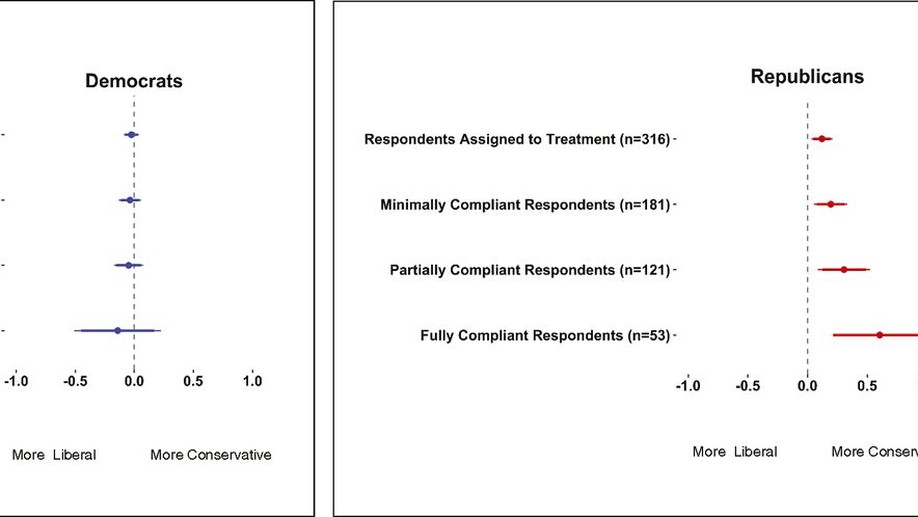 Democrats
-1.0 -0.5 0.0 0.5 1.0
More Liberal More Conservative
Republicans
Respondents Assigned to Treatment (n=316)
Minimally Compliant Respondents (n=181)
Partially Compliant Respondents (n=121)
Fully Compliant Respondents (n=53)
-1.0 -0.5 0.0 0.5
More Liberal More Conserv